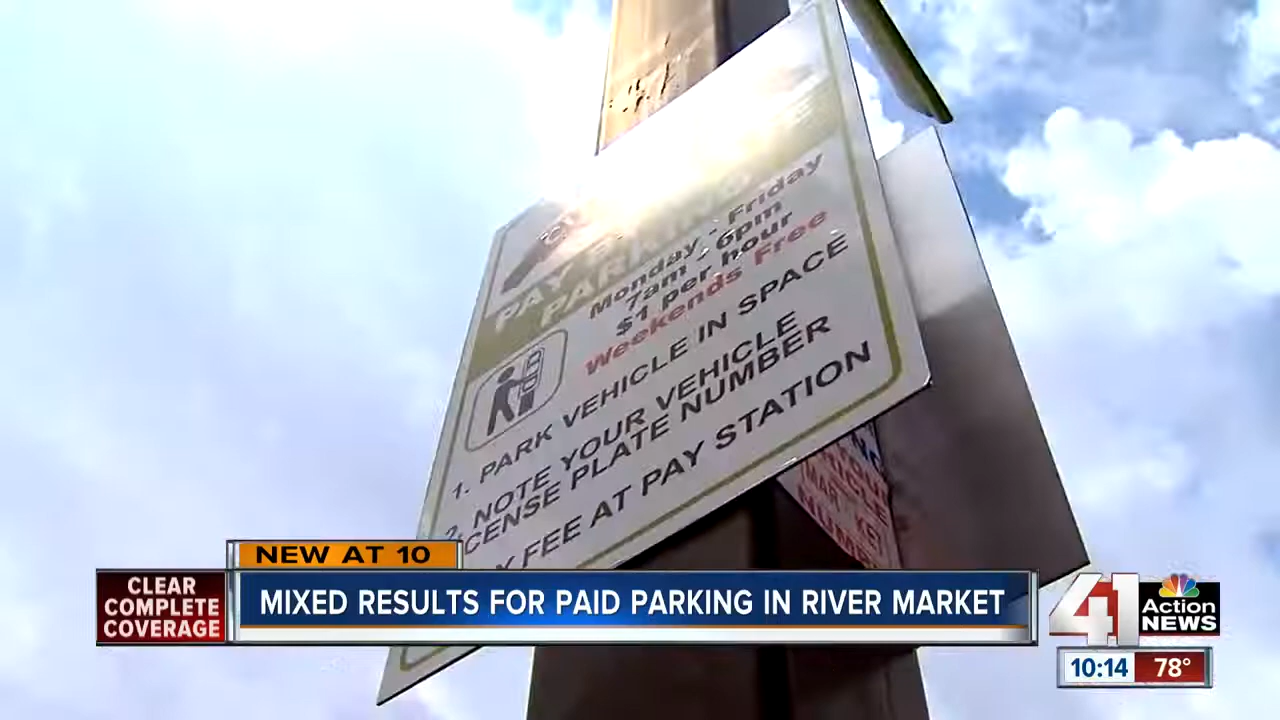 PAY
PARKING
Monday - Friday
7am - 6pm
$1 per hour
Weekends Free
1. PARK VEHICLE IN SPACE
2. NOTE YOUR VEHICLE
LICENSE PLATE NUMBER
FEE AT PAY STATION
NEW AT 10
CLEAR
COMPLETE
COVERAGE
MIXED RESULTS FOR PAID PARKING IN RIVER MARKET
41
Action
NEWS
10:14 78°